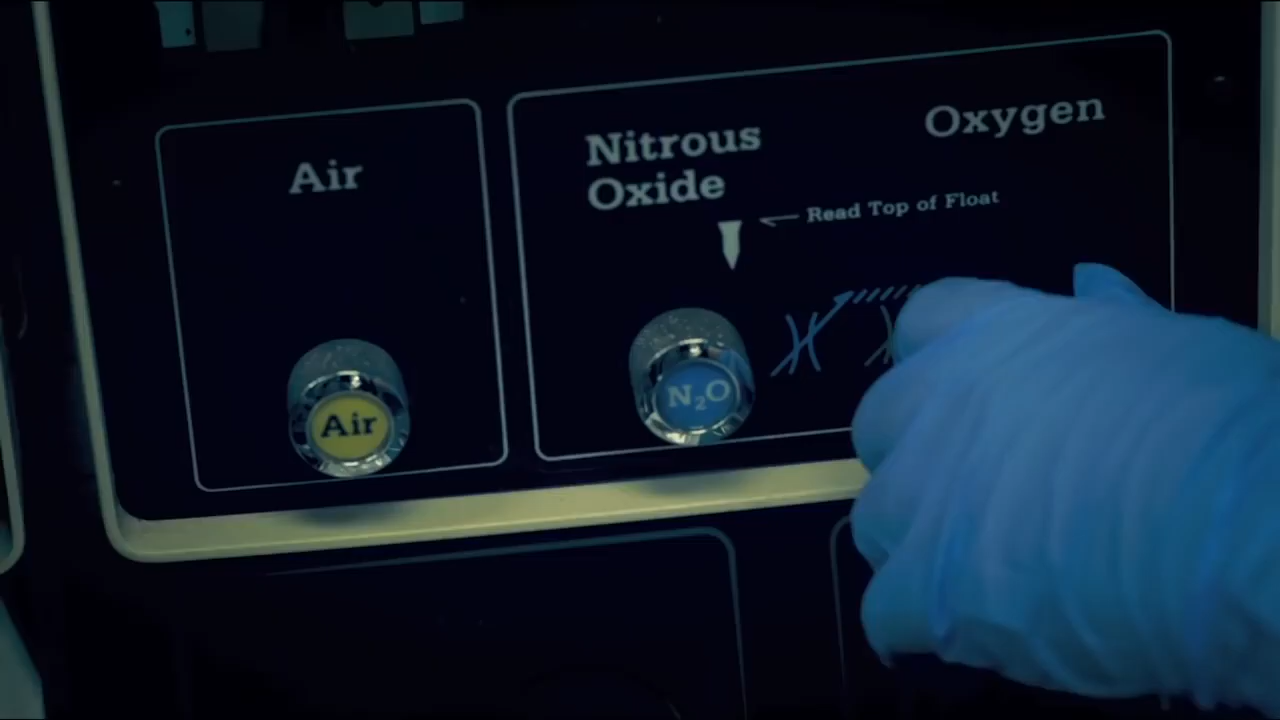 Air
Nitrous
Oxide
Oxygen
Read Top of Float
Air
N₂O